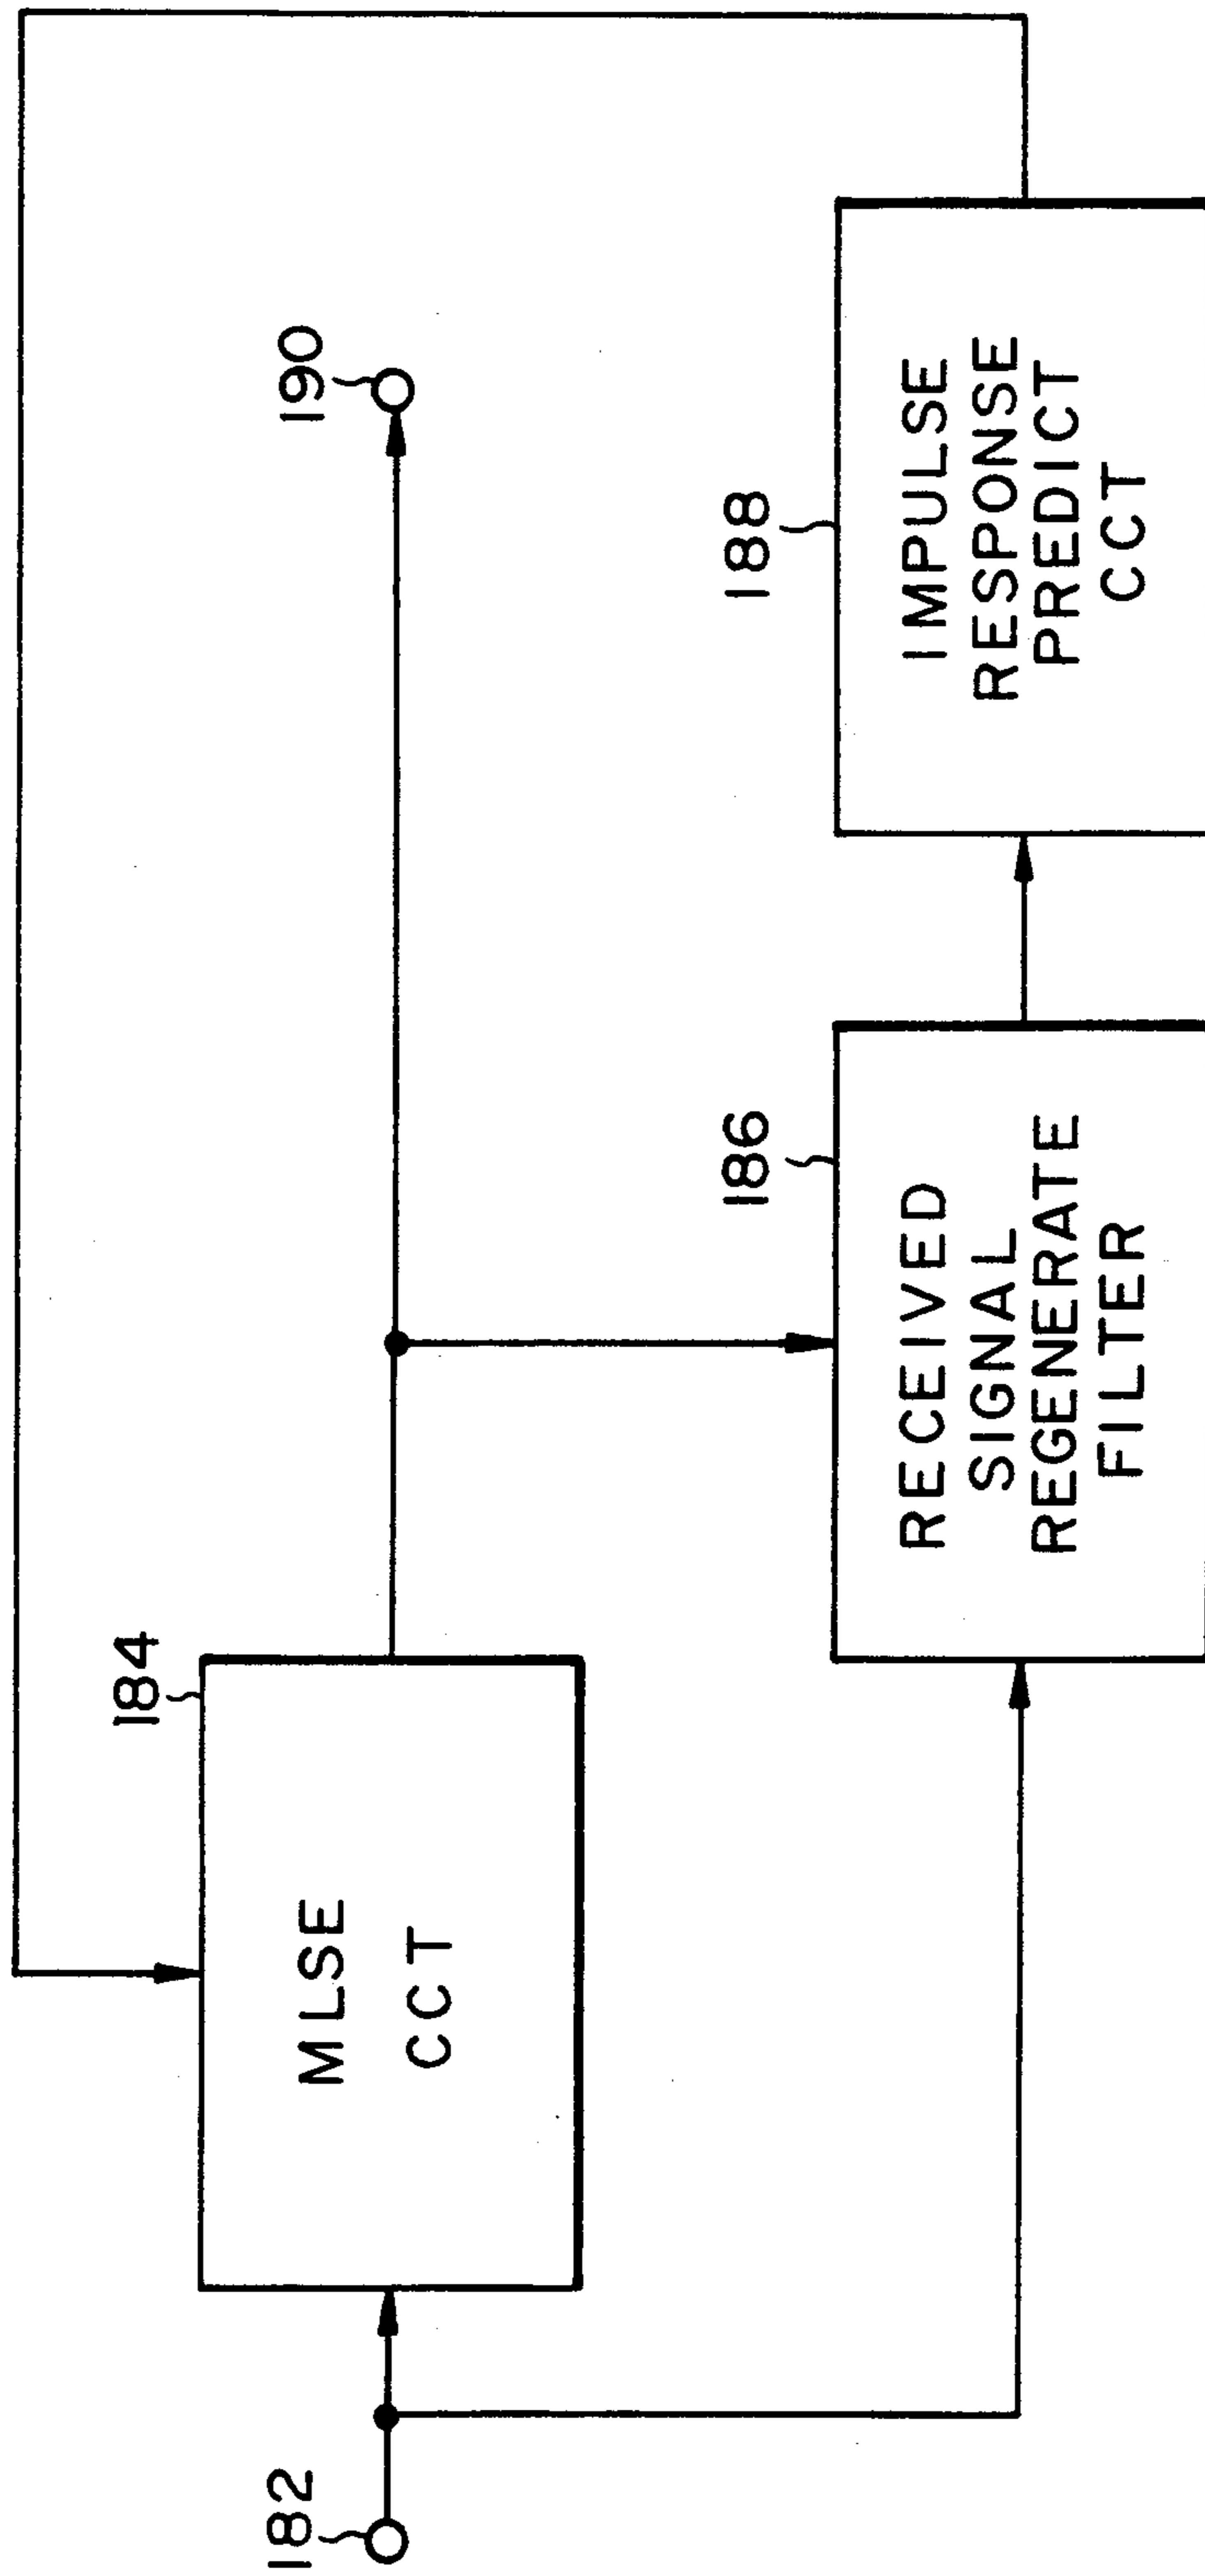 182
184
MLSE
CCT
186
RECEIVED
SIGNAL
REGENERATE
FILTER
188
IMPULSE
RESPONSE
PREDICT
CCT
190